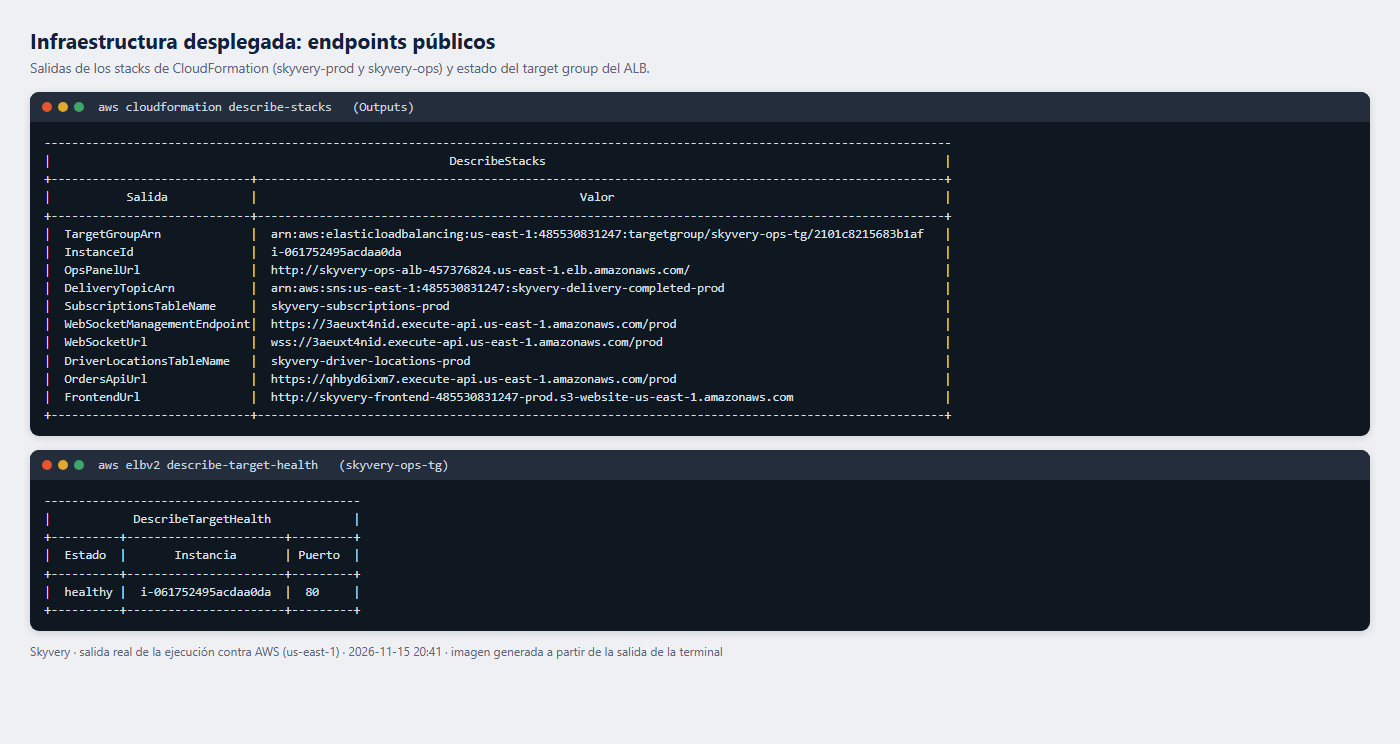 Infraestructura desplegada: endpoints públicos
Salidas de los stacks de CloudFormation (skyvery-prod y skyvery-ops) y estado del target group del ALB.
aws cloudformation describe-stacks (Outputs)
DescribeStacks
Salida | Valor
TargetGroupArn | arn:aws:elasticloadbalancing:us-east-1:485530831247:targetgroup/skyvery-ops-tg/2101c8215683b1af
InstanceId | i-061752495acdaa0da
OpsPanelUrl | http://skyvery-ops-alb-457376824.us-east-1.elb.amazonaws.com/
DeliveryTopicArn | arn:aws:sns:us-east-1:485530831247:skyvery-delivery-completed-prod
SubscriptionsTableName | skyvery-subscriptions-prod
WebSocketManagementEndpoint | https://3aeuxt4nid.execute-api.us-east-1.amazonaws.com/prod
WebSocketUrl | wss://3aeuxt4nid.execute-api.us-east-1.amazonaws.com/prod
DriverLocationsTableName | skyvery-driver-locations-prod
OrdersApiUrl | https://qhbyd6ixm7.execute-api.us-east-1.amazonaws.com/prod
FrontendUrl | http://skyvery-frontend-485530831247-prod.s3-website-us-east-1.amazonaws.com
aws elbv2 describe-target-health (skyvery-ops-tg)
DescribeTargetHealth
Estado | Instancia | Puerto
healthy | i-061752495acdaa0da | 80
Skyvery · salida real de la ejecución contra AWS (us-east-1) · 2026-11-15 20:41 · imagen generada a partir de la salida de la terminal